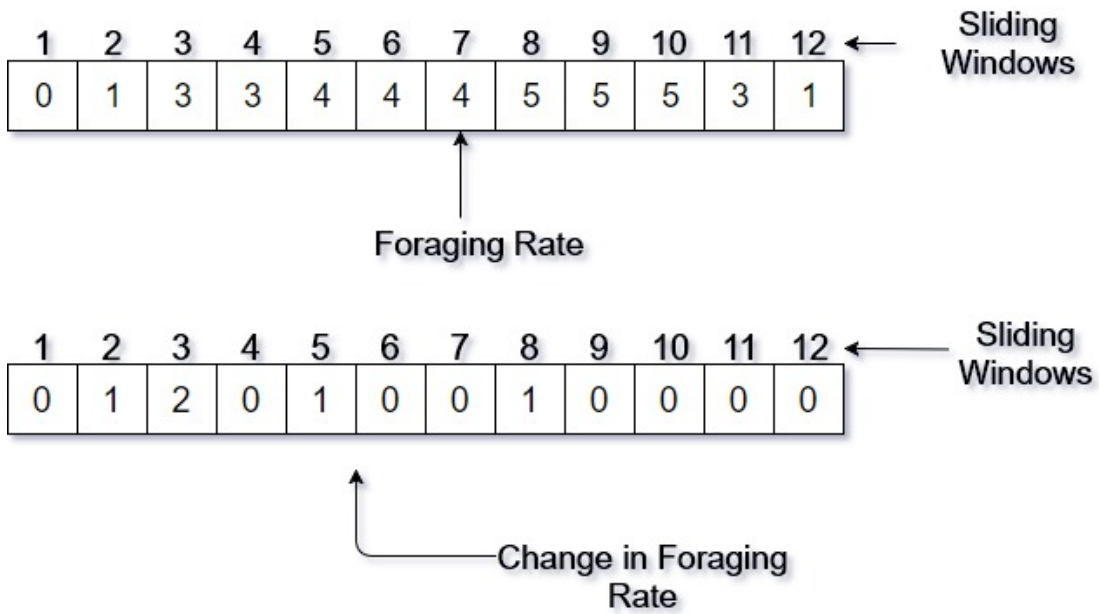 1 2 3 4 5 6 7 8 9 10 11 12
Sliding
Windows
0 1 3 3 4 4 4 5 5 5 3 1
Foraging Rate
1 2 3 4 5 6 7 8 9 10 11 12
Sliding
Windows
0 1 2 0 1 0 0 1 0 0 0 0
Change in Foraging
Rate